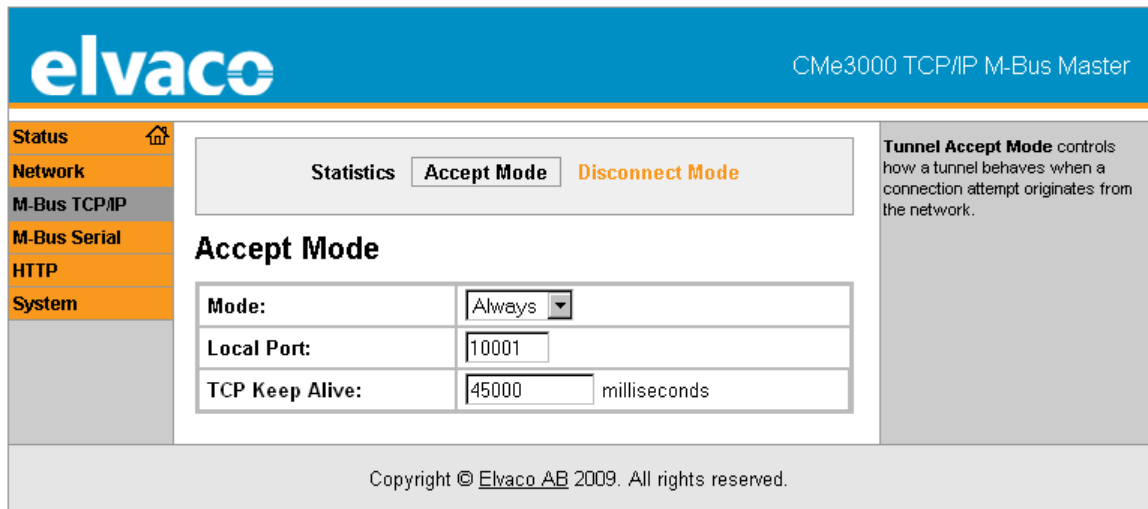 elvaco
CMe3000 TCP/IP M-Bus Master
Status
Network
M-Bus TCP/IP
M-Bus Serial
HTTP
System
Statistics Accept Mode Disconnect Mode
Accept Mode
Mode: Always
Local Port: 10001
TCP Keep Alive: 45000 milliseconds
Tunnel Accept Mode controls
how a tunnel behaves when a
connection attempt originates from
the network.
Copyright © Elvaco AB 2009. All rights reserved.